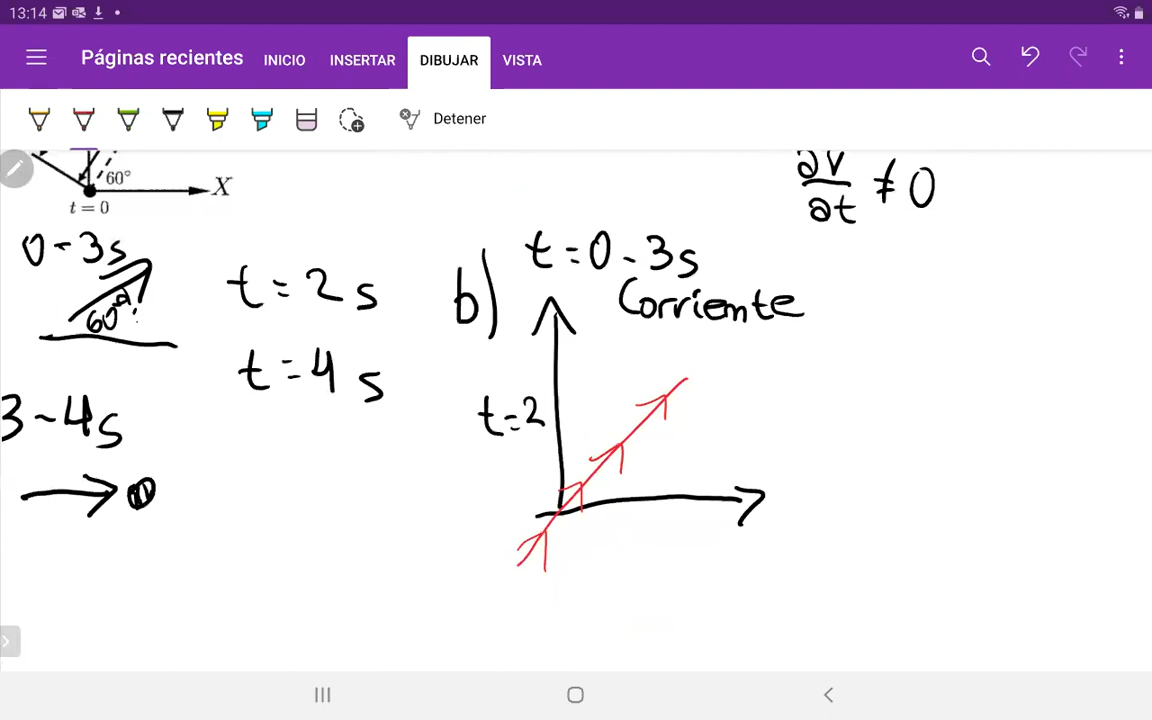 13:14
Páginas recientes INICIO INSERTAR DIBUJAR VISTA
Detener
60°
X
t = 0
∂V/∂t ≠ 0
0 - 3s
60°
t = 2 s
t = 4 s
3 - 4s
b)
t = 0 - 3s
Corriente
t = 2